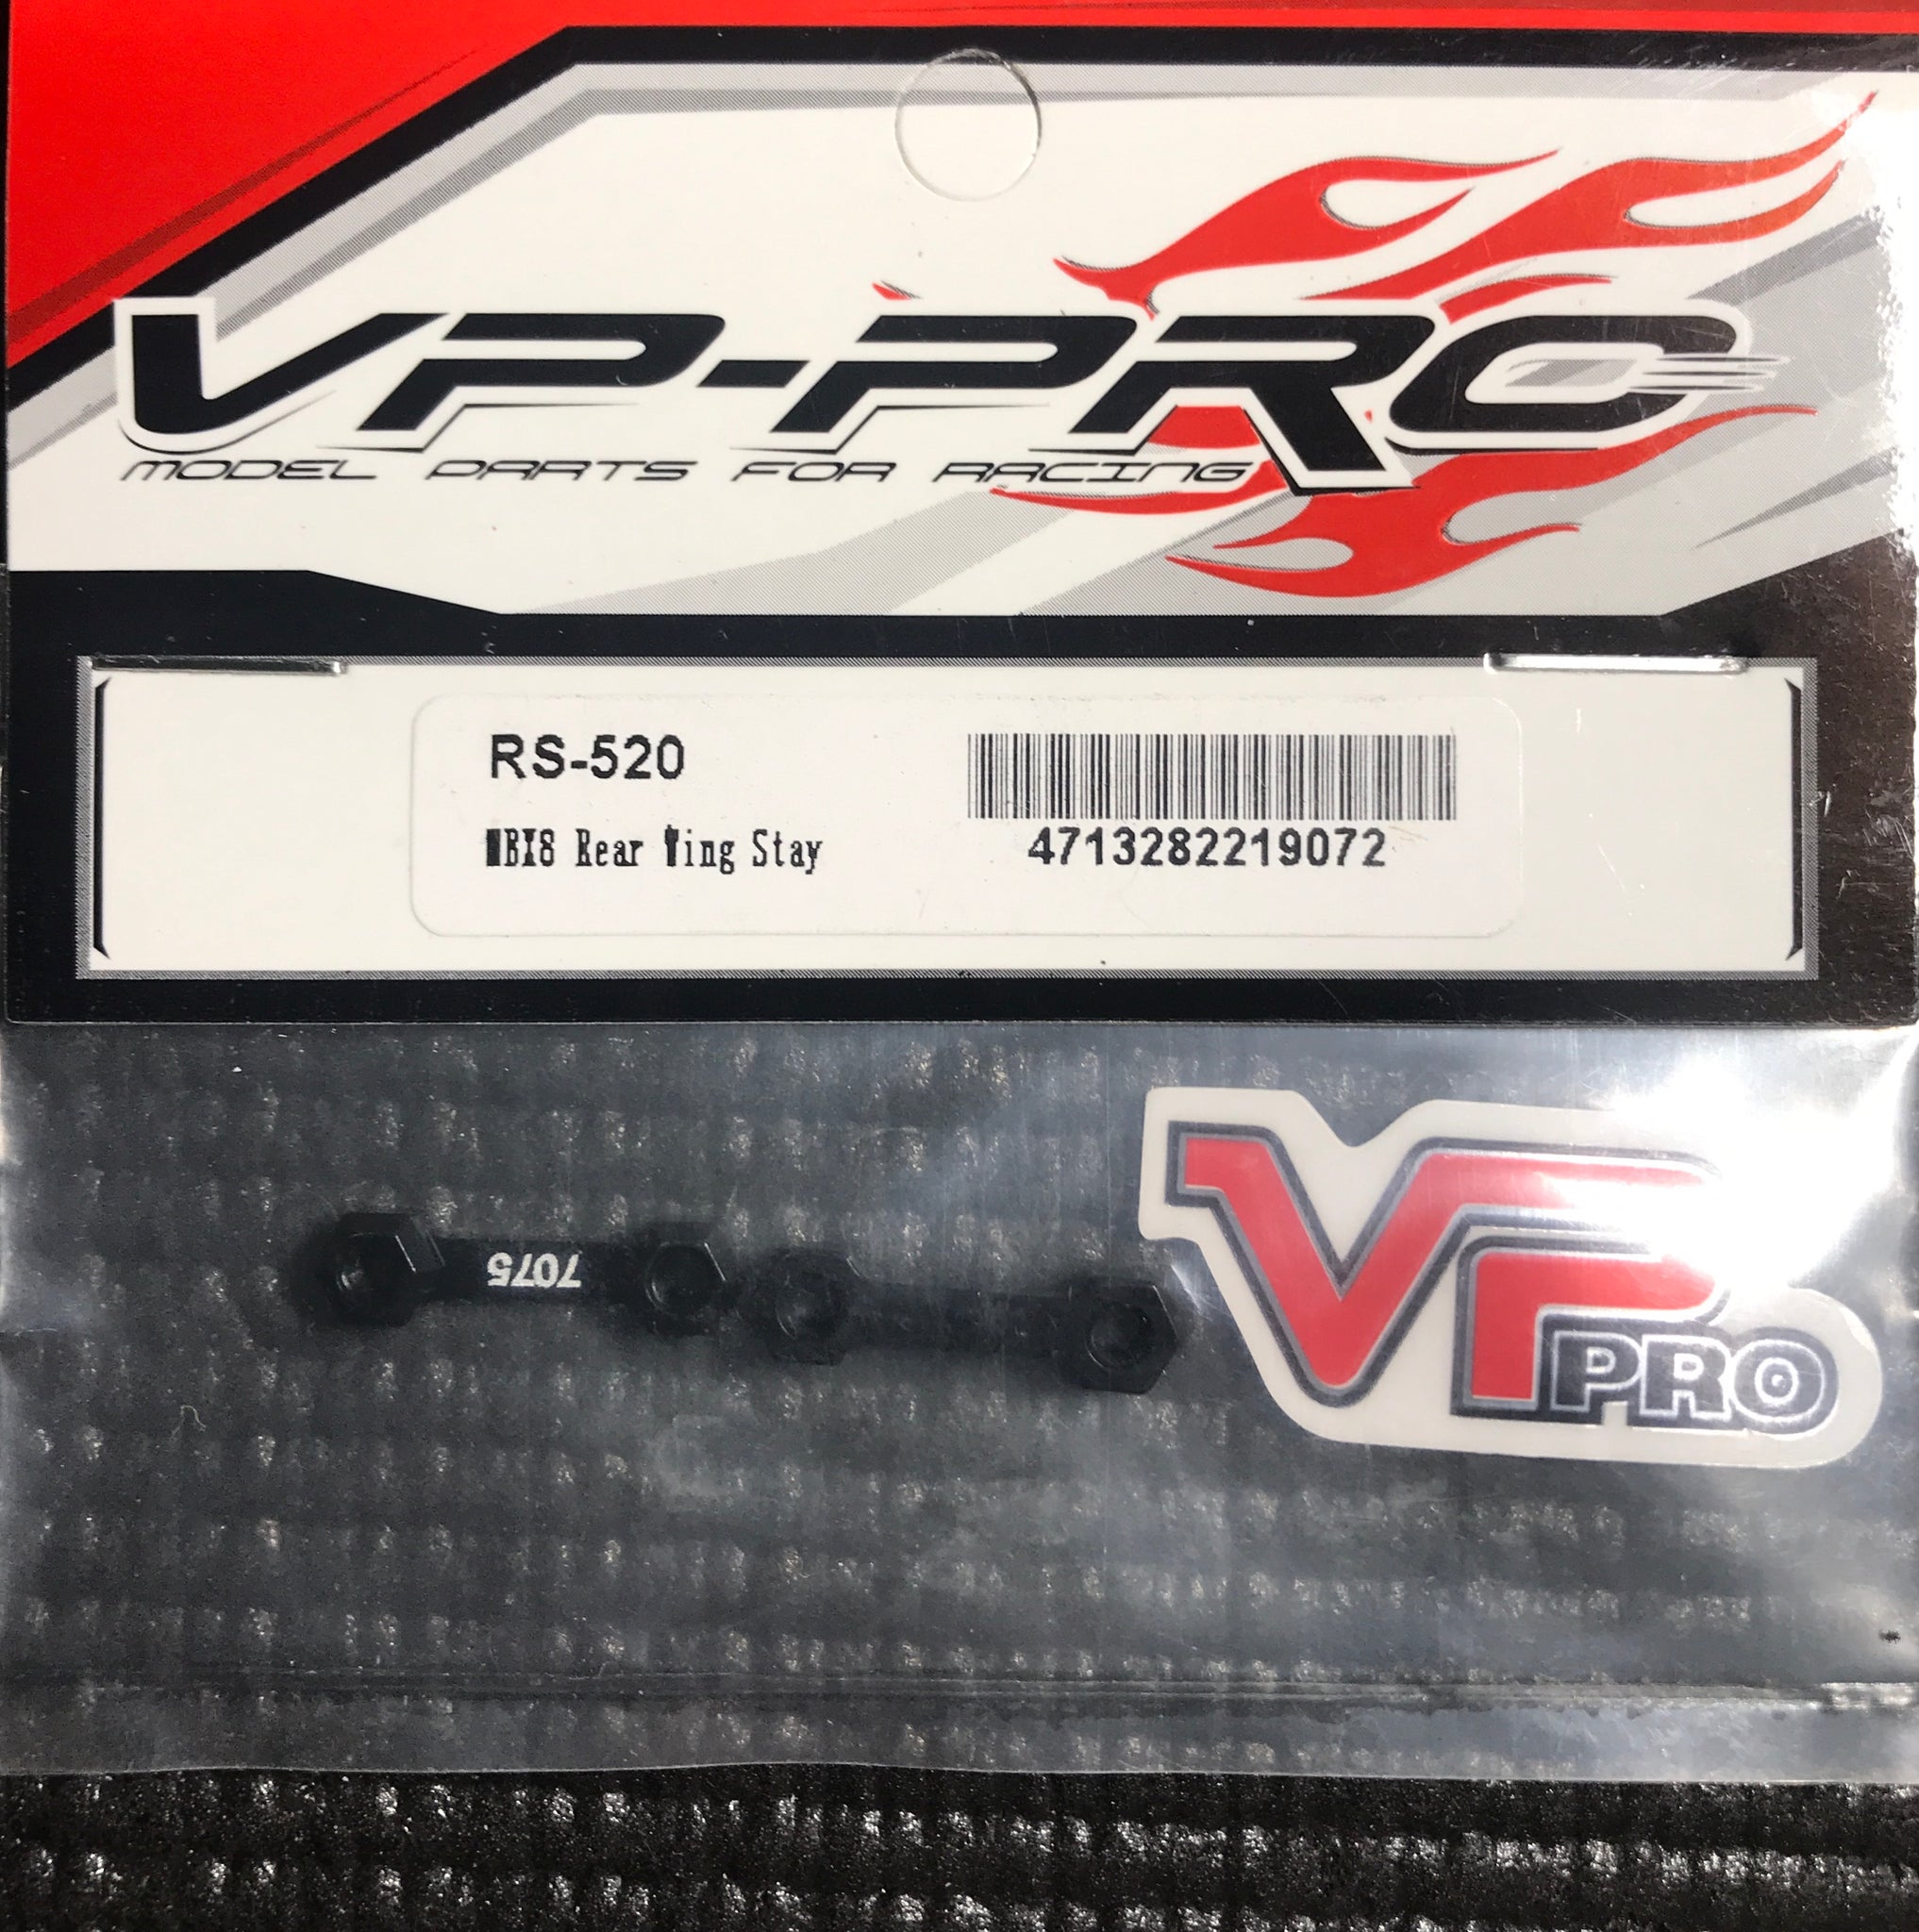 VP-PRO
MODEL PARTS FOR RACING
RS-520
MBX8 Rear Wing Stay
4713282219072
7075
VP PRO